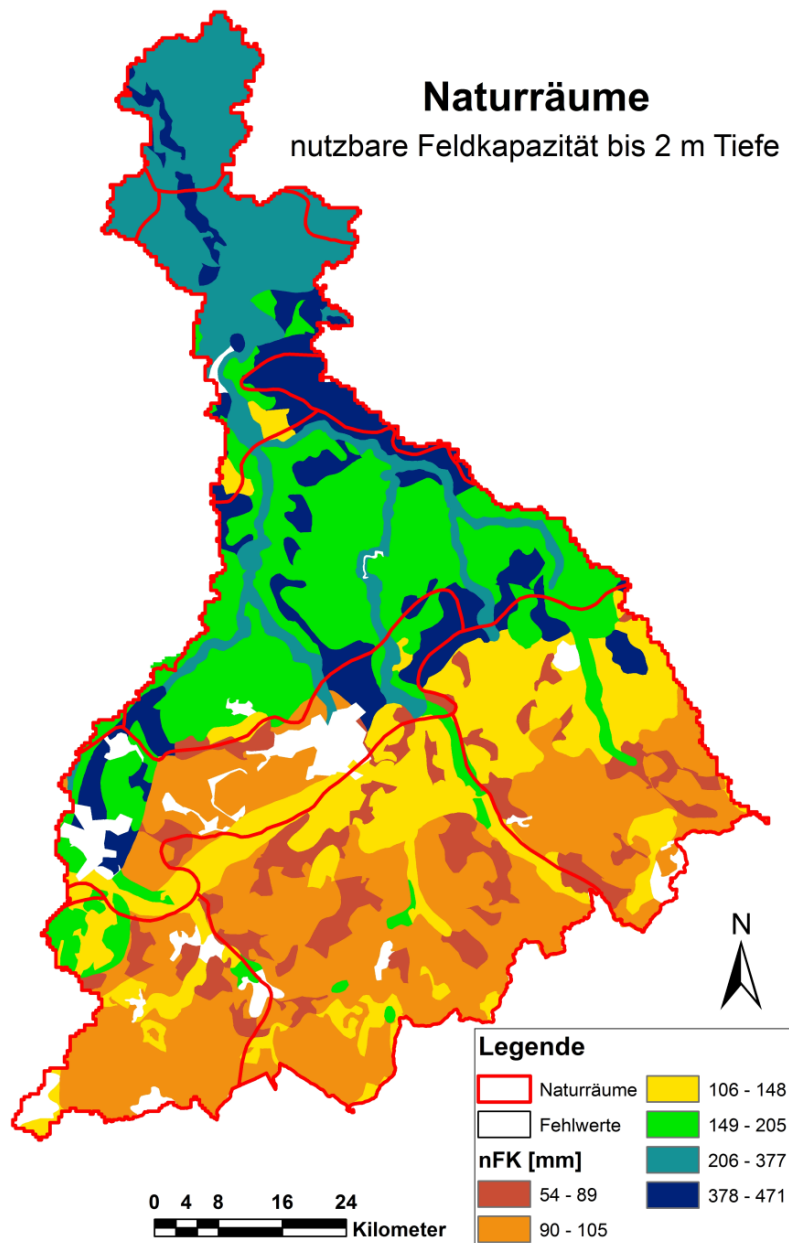 Naturräume
nutzbare Feldkapazität bis 2 m Tiefe
N
Legende
Naturräume
Fehlwerte
nFK [mm]
54 - 89
90 - 105
106 - 148
149 - 205
206 - 377
378 - 471
0 4 8 16 24
Kilometer